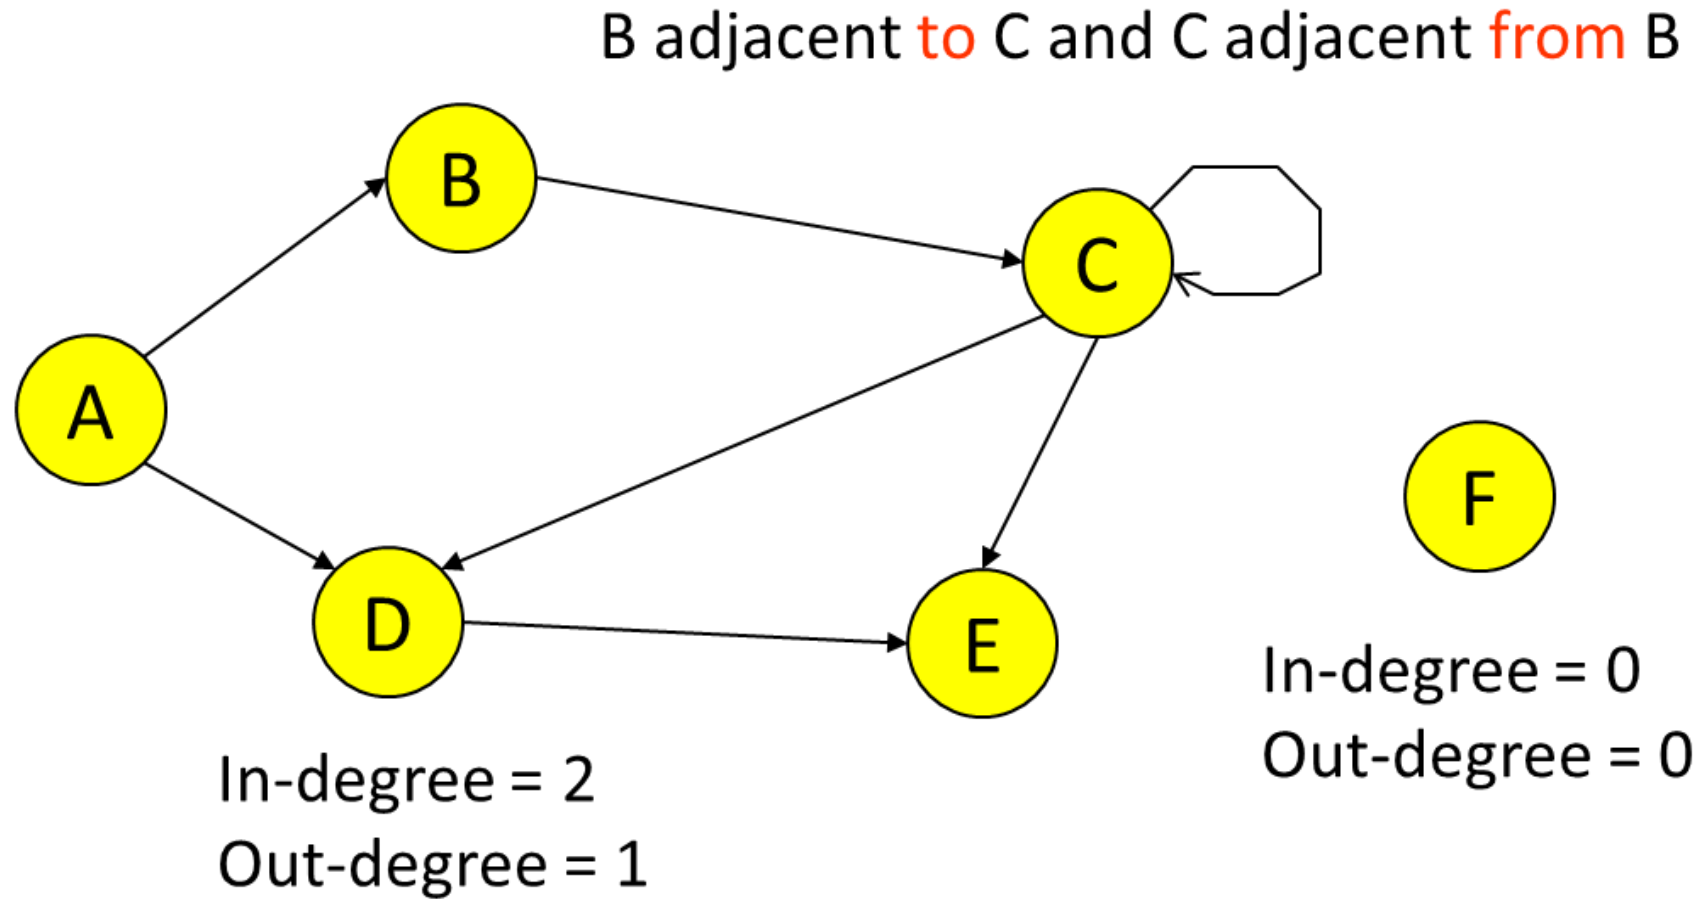 B adjacent to C and C adjacent from B
B
C
A
F
D
E
In-degree = 0
Out-degree = 0
In-degree = 2
Out-degree = 1